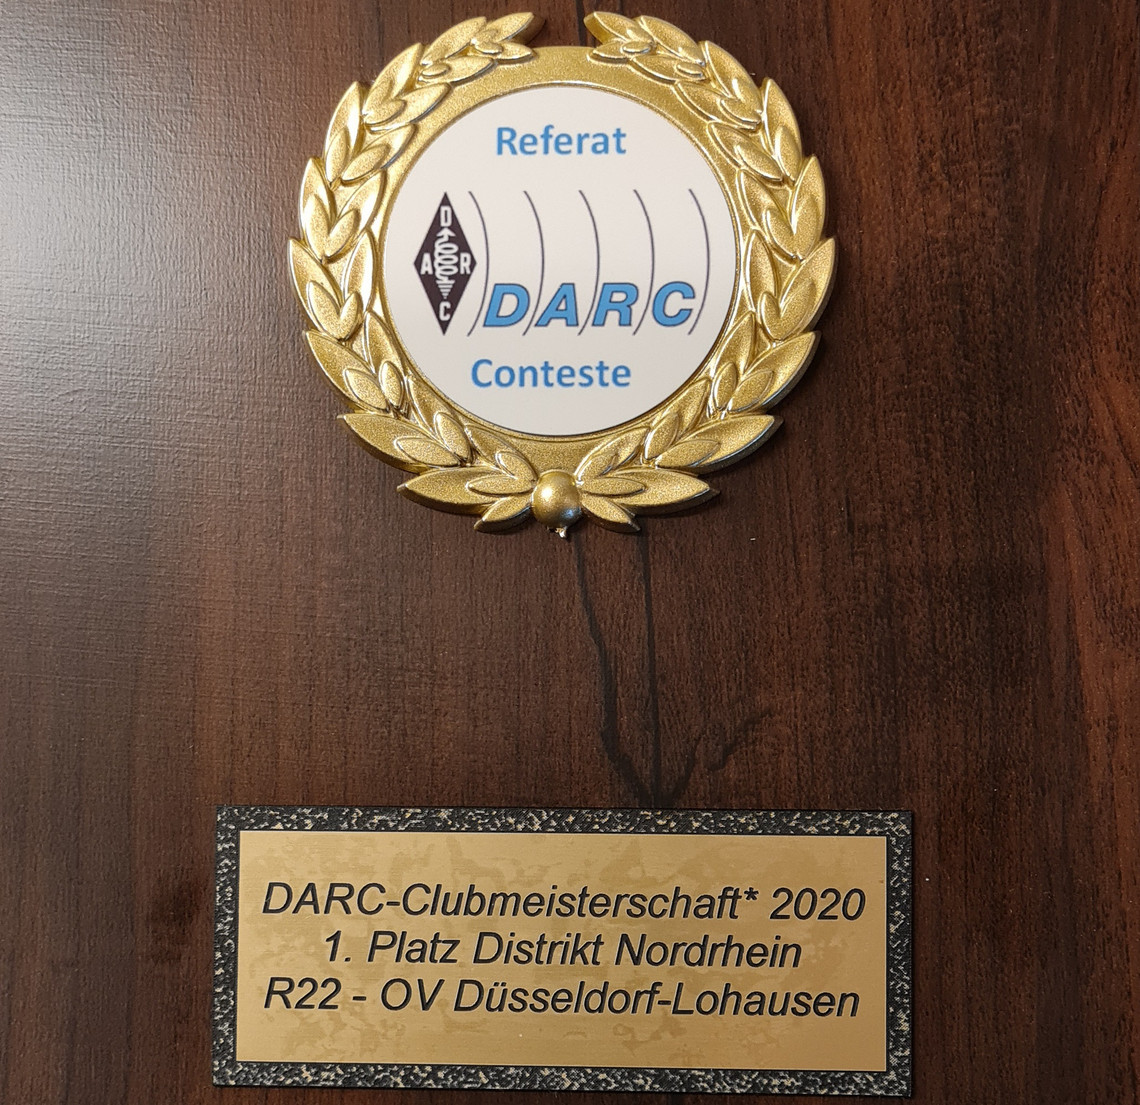 Referat
D
A R
C
DARC
Conteste
DARC-Clubmeisterschaft* 2020
1. Platz Distrikt Nordrhein
R22 - OV Düsseldorf-Lohausen